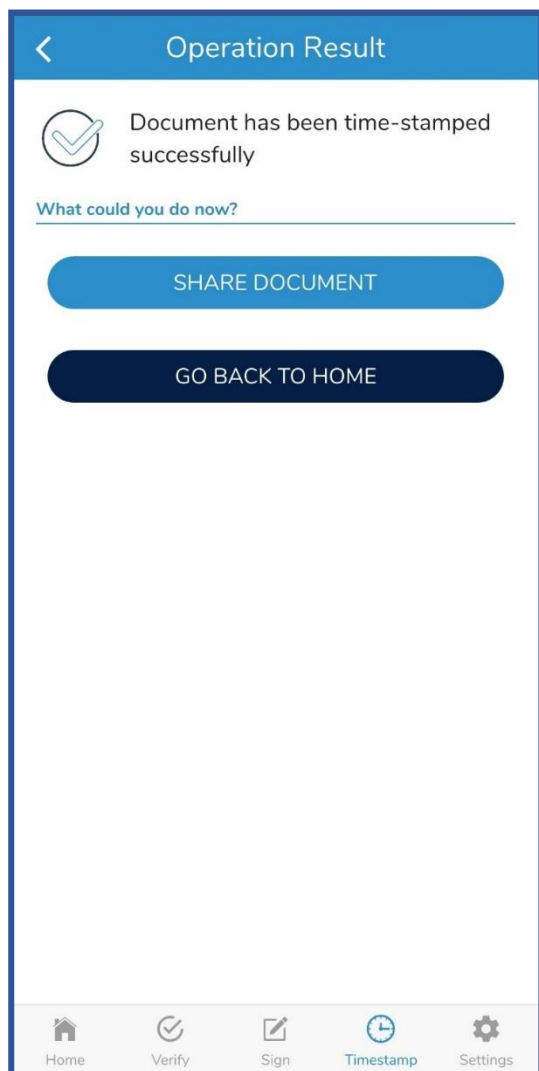 Operation Result
Document has been time-stamped
successfully
What could you do now?
SHARE DOCUMENT
GO BACK TO HOME
Home Verify Sign Timestamp Settings